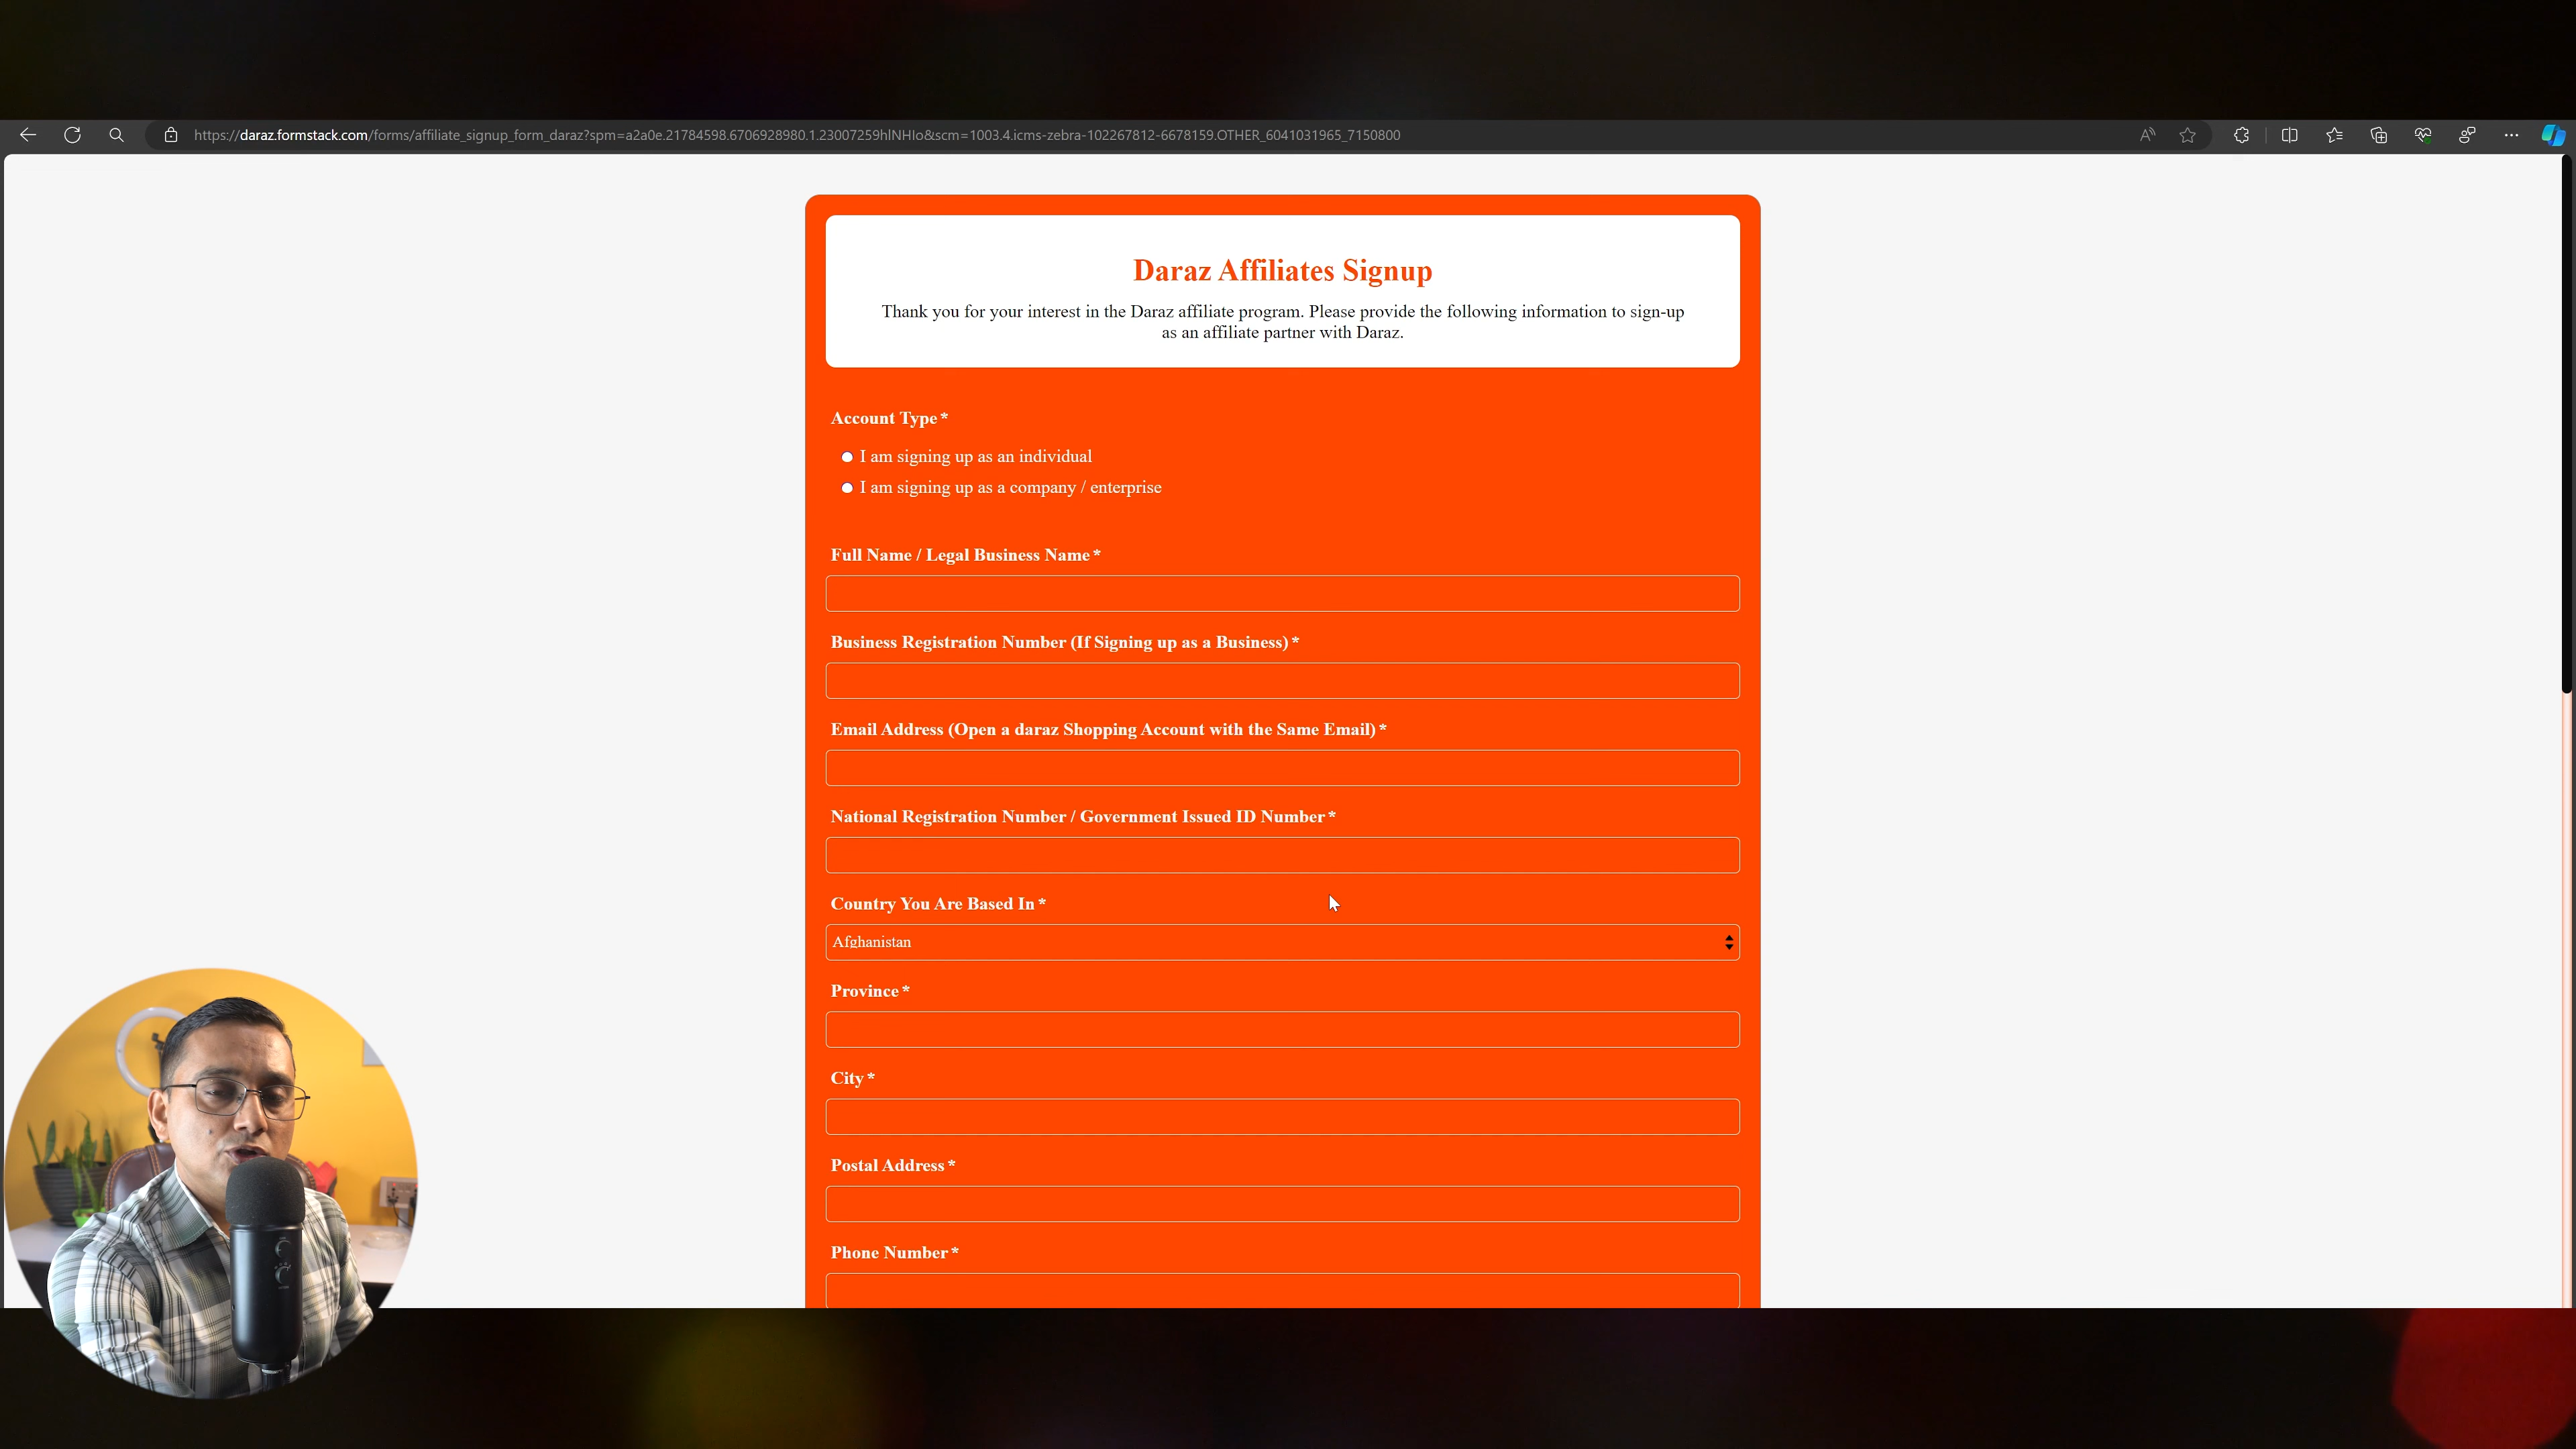 https://daraz.formstack.com/forms/affiliate_signup_form_daraz?spm=a2a0e.21784598.6706928980.1.23007259hlNHIo&scm=1003.4.icms-zebra-102267812-6678159.OTHER_6041031965_7150800
Daraz Affiliates Signup
Thank you for your interest in the Daraz affiliate program. Please provide the following information to sign-up
as an affiliate partner with Daraz.
Account Type*
I am signing up as an individual
I am signing up as a company / enterprise
Full Name / Legal Business Name*
Business Registration Number (If Signing up as a Business)*
Email Address (Open a daraz Shopping Account with the Same Email)*
National Registration Number / Government Issued ID Number*
Country You Are Based In*
Afghanistan
Province*
City*
Postal Address*
Phone Number*